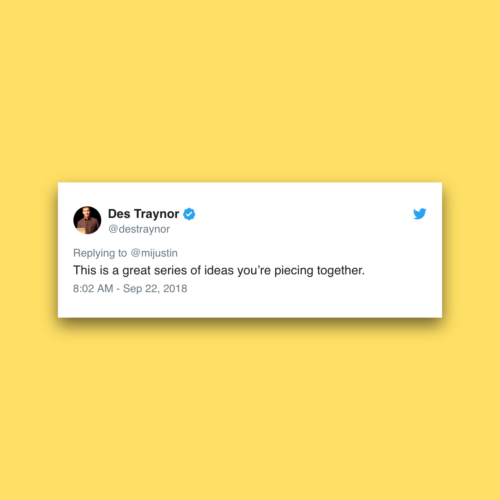 Des Traynor
@destraynor
Replying to @mijustin
This is a great series of ideas you’re piecing together.
8:02 AM - Sep 22, 2018